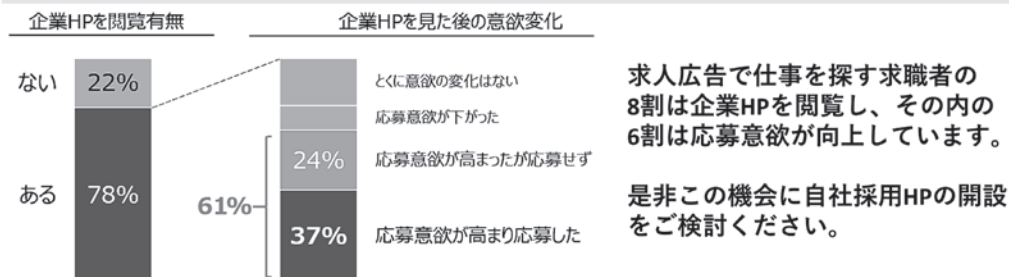 企業HPを閲覧有無
企業HPを見た後の意欲変化
ない
22%
ある
78%
とくに意欲の変化はない
応募意欲が下がった
24%
応募意欲が高まったが応募せず
61%
37%
応募意欲が高まり応募した
求人広告で仕事を探す求職者の
8割は企業HPを閲覧し、その内の
6割は応募意欲が向上しています。
是非この機会に自社採用HPの開設
をご検討ください。